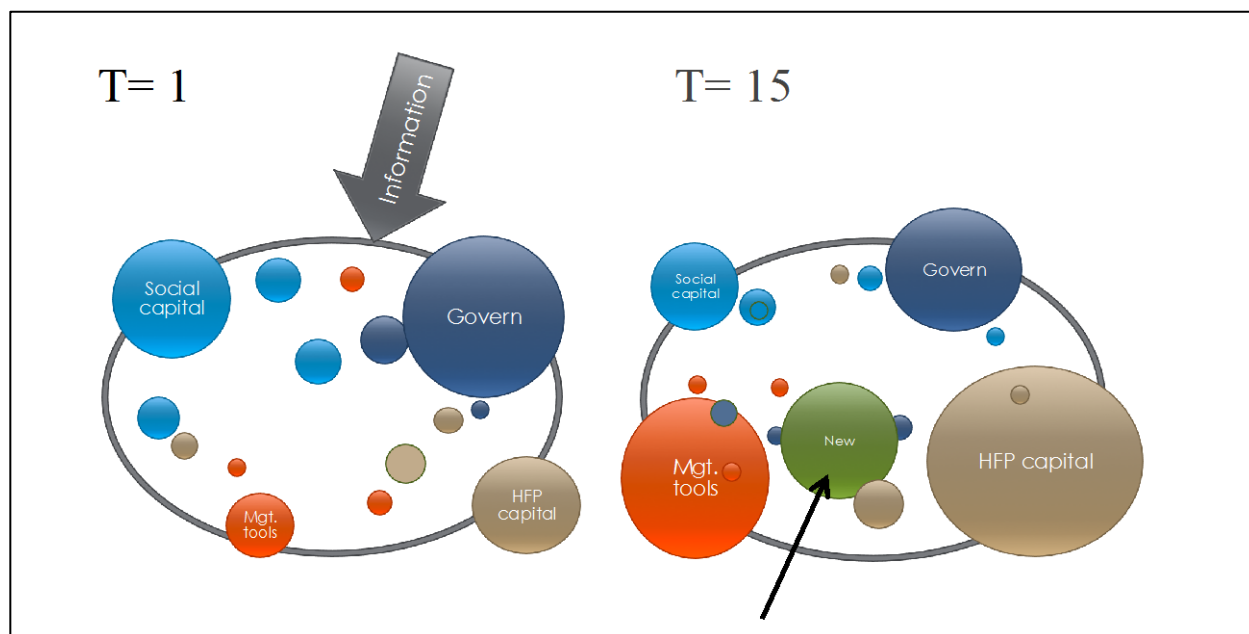 T= 1
Information
Social
capital
Govern
Mgt.
tools
HFP
capital
T= 15
Social
capital
Govern
Mgt.
tools
New
HFP capital